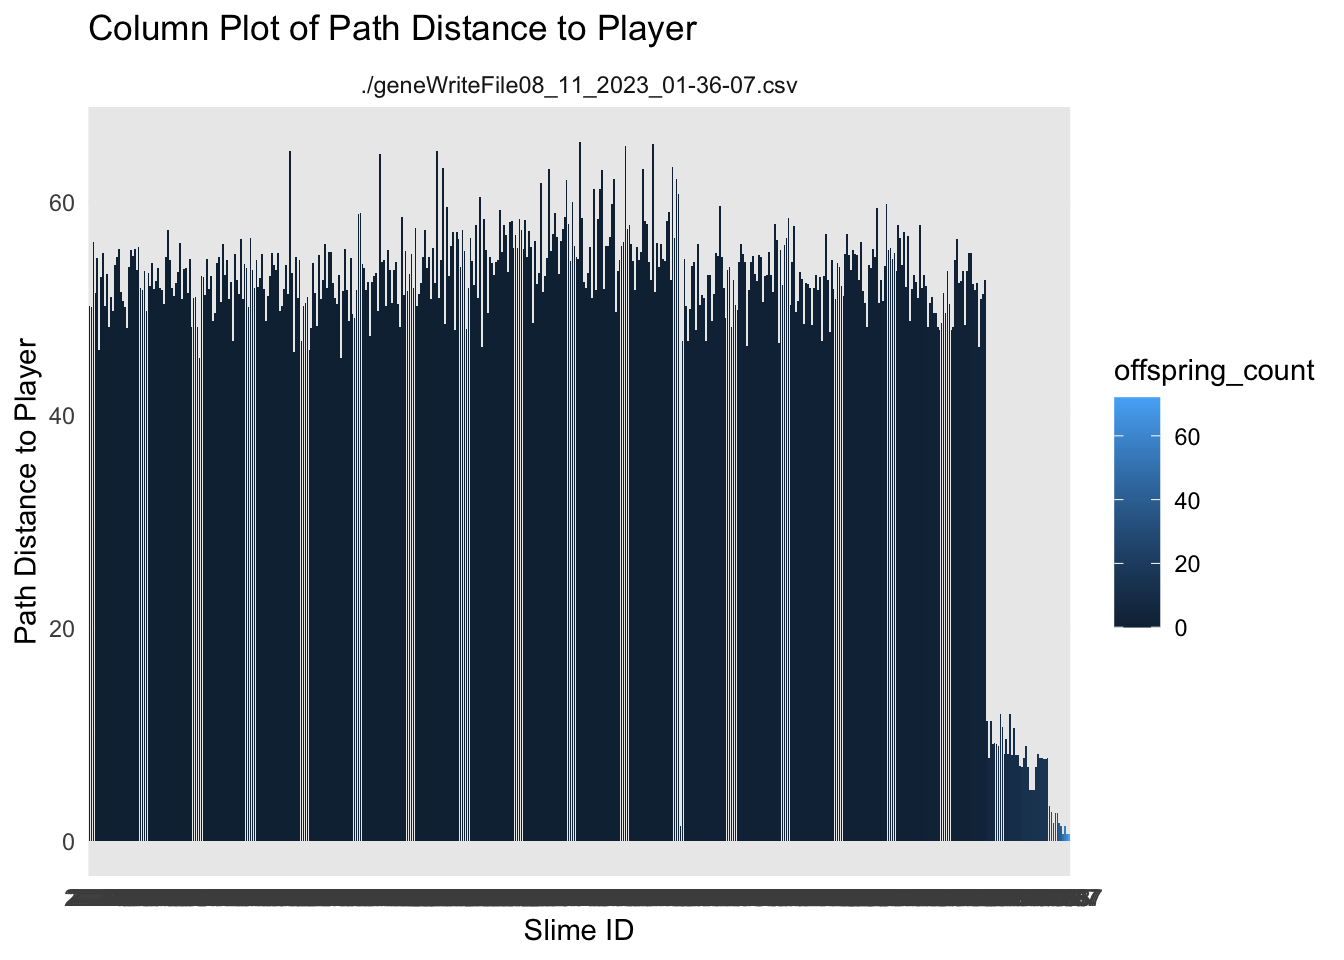 Column Plot of Path Distance to Player
./geneWriteFile08_11_2023_01-36-07.csv
Path Distance to Player
60
40
20
0
Slime ID
offspring_count
60
40
20
0